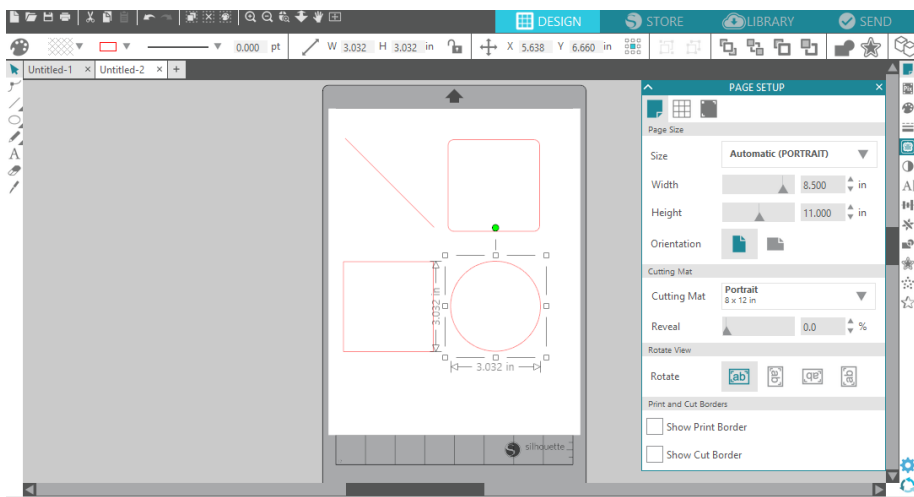 DESIGN STORE LIBRARY SEND
0.000 pt W 3.032 H 3.032 in X 5.638 Y 6.660 in
Untitled-1 × Untitled-2 × +
PAGE SETUP ×
Page Size
Size Automatic (PORTRAIT)
Width 8.500 in
Height 11.000 in
Orientation
Cutting Mat
Cutting Mat Portrait
8 x 12 in
Reveal 0.0 %
Rotate View
Rotate ab ab ab ab
Print and Cut Borders
Show Print Border
Show Cut Border
3.032 in
3.032 in
silhouette
A
A